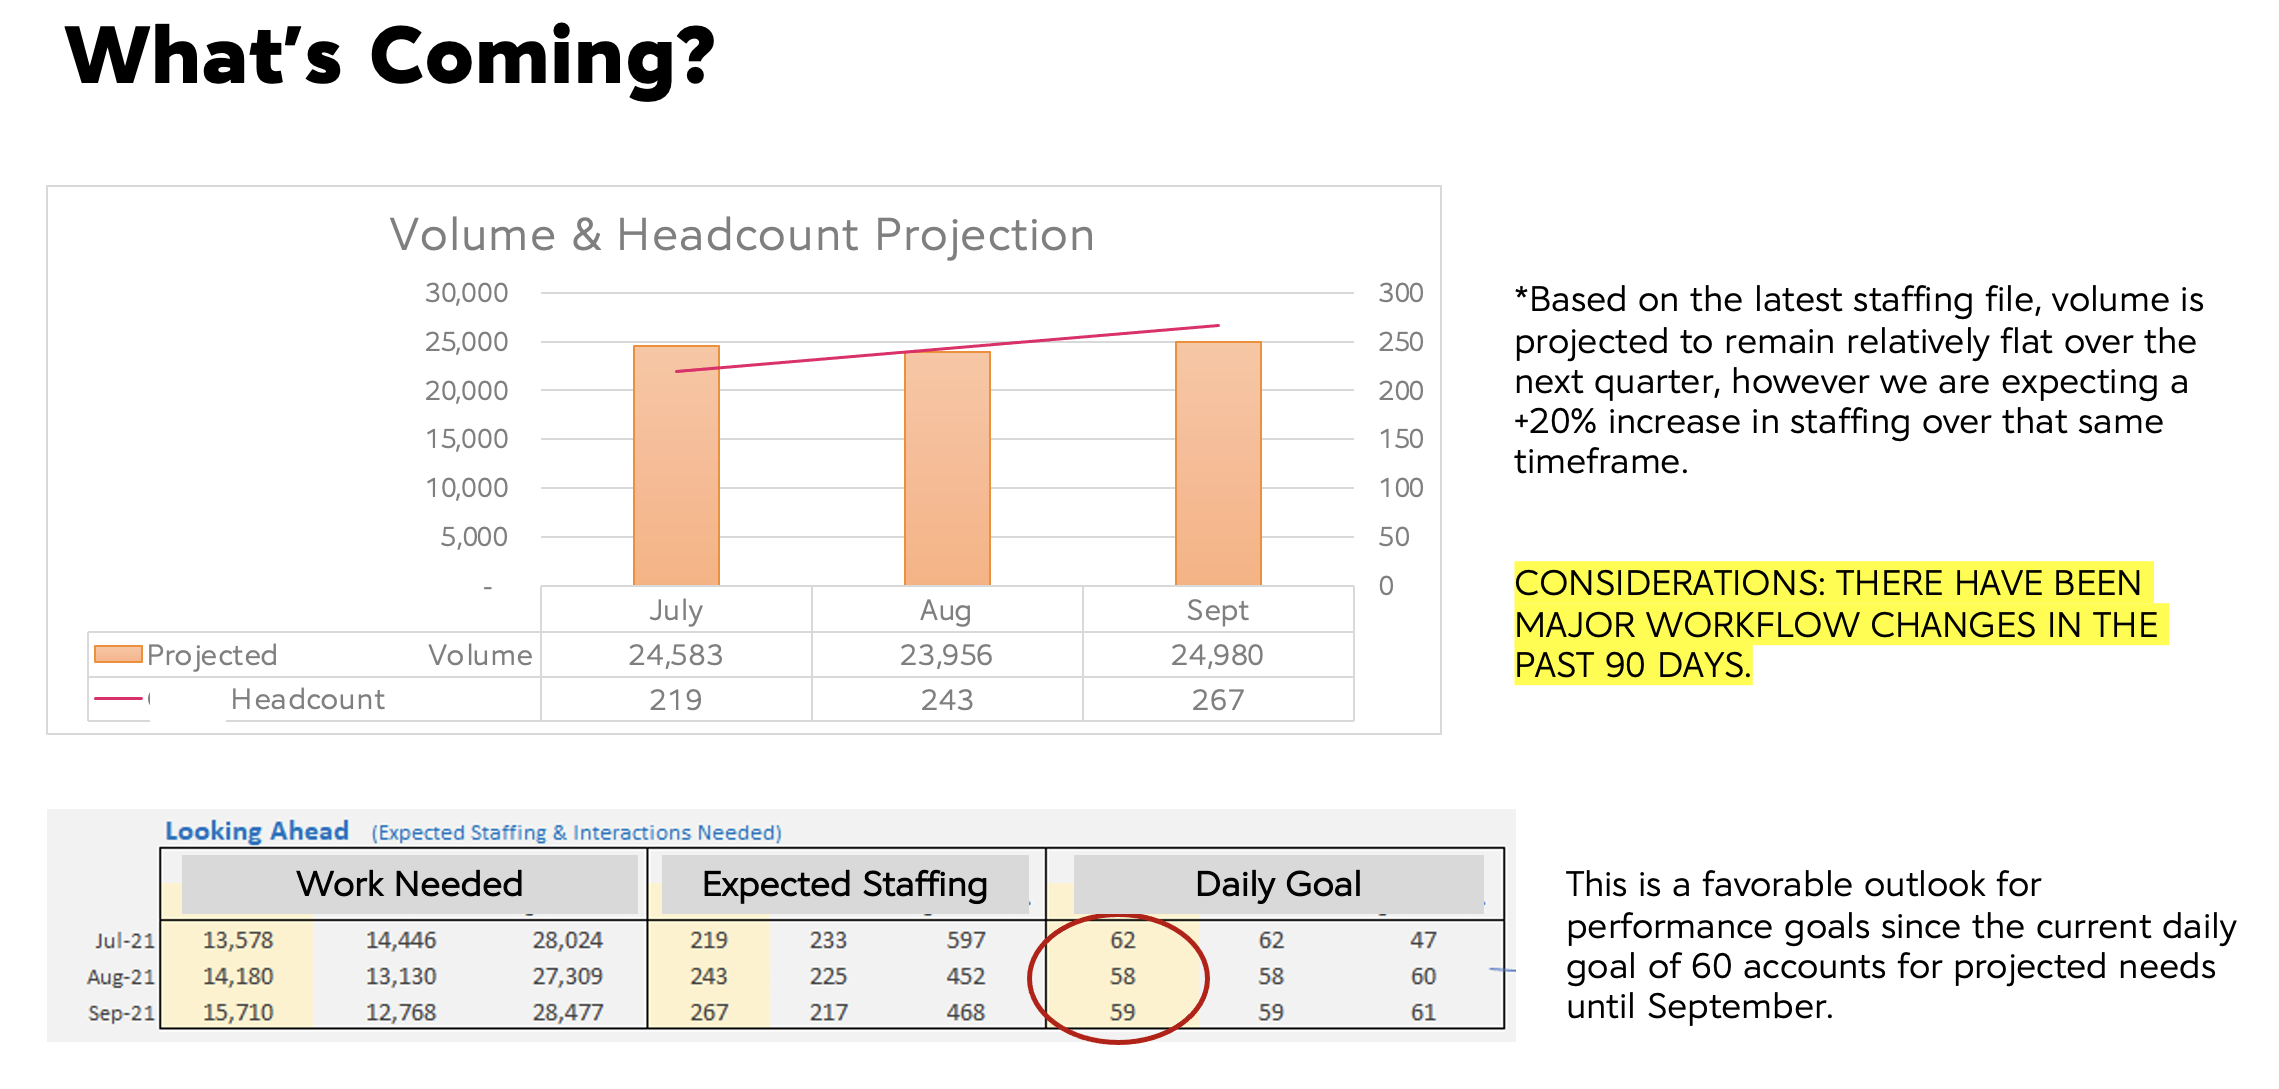 What's Coming?
Volume & Headcount Projection
30,000 300
25,000 250
20,000 200
15,000 150
10,000 100
5,000 50
- 0
July Aug Sept
Projected Volume 24,583 23,956 24,980
Headcount 219 243 267
*Based on the latest staffing file, volume is
projected to remain relatively flat over the
next quarter, however we are expecting a
+20% increase in staffing over that same
timeframe.
CONSIDERATIONS: THERE HAVE BEEN
MAJOR WORKFLOW CHANGES IN THE
PAST 90 DAYS.
Looking Ahead (Expected Staffing & Interactions Needed)
Work Needed Expected Staffing Daily Goal
Jul-21 13,578 14,446 28,024 219 233 597 62 62 47
Aug-21 14,180 13,130 27,309 243 225 452 58 58 60
Sep-21 15,710 12,768 28,477 267 217 468 59 59 61
This is a favorable outlook for
performance goals since the current daily
goal of 60 accounts for projected needs
until September.